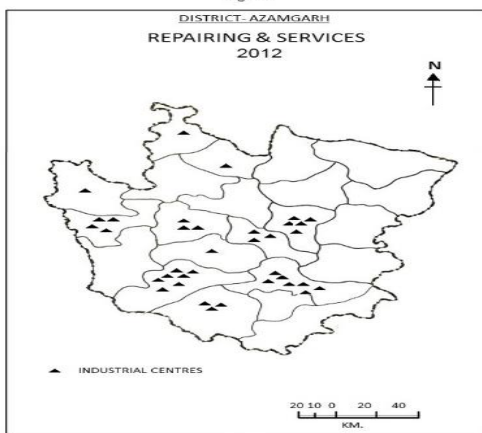 DISTRICT- AZAMGARH
REPAIRING & SERVICES
2012
N
INDUSTRIAL CENTRES
20 10 0 20 40
KM.